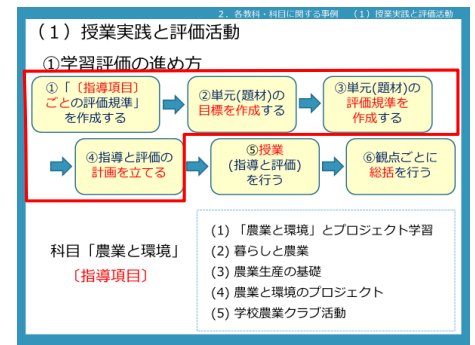 ２．各教科・科目に関する事例　（１）授業実践と評価活動
（１）授業実践と評価活動
①学習評価の進め方
①「〔指導項目〕
ごとの評価規準」
を作成する
②単元(題材)の
目標を作成する
③単元(題材)の
評価規準を
作成する
④指導と評価の
計画を立てる
⑤授業
(指導と評価)
を行う
⑥観点ごとに
総括を行う
科目「農業と環境」
〔指導項目〕
(1) 「農業と環境」とプロジェクト学習
(2) 暮らしと農業
(3) 農業生産の基礎
(4) 農業と環境のプロジェクト
(5) 学校農業クラブ活動